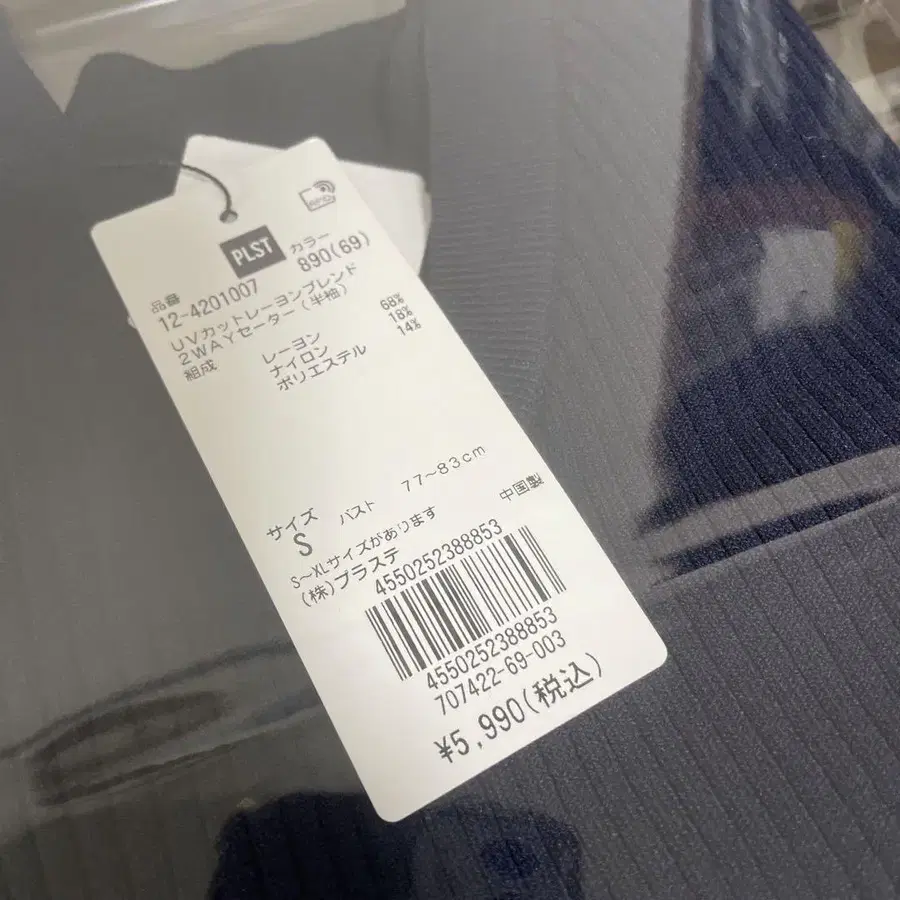 RFID
PLST
カラー
890(69)
品番
12-4201007
UVカットレーヨンブレンド
2WAYセーター(半袖)
組成 レーヨン 68%
ナイロン 18%
ポリエステル 14%
サイズ バスト 77~83cm
S 中国製
S~XLサイズがあります
(株)プラステ
4550252388853
4550252388853
707422-69-003
¥5,990(税込)